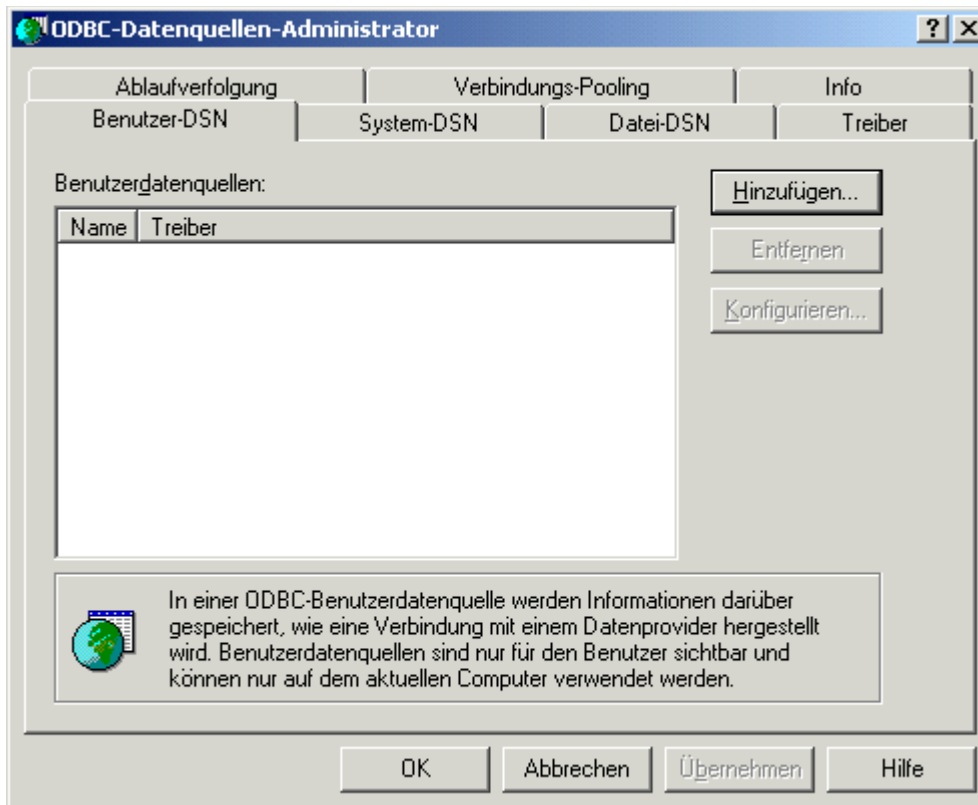 ODBC-Datenquellen-Administrator
Ablaufverfolgung Verbindungs-Pooling Info
Benutzer-DSN System-DSN Datei-DSN Treiber
Benutzerdatenquellen:
Hinzufügen...
Name Treiber
Entfernen
Konfigurieren...
In einer ODBC-Benutzerdatenquelle werden Informationen darüber
gespeichert, wie eine Verbindung mit einem Datenprovider hergestellt
wird. Benutzerdatenquellen sind nur für den Benutzer sichtbar und
können nur auf dem aktuellen Computer verwendet werden.
OK Abbrechen Übernehmen Hilfe